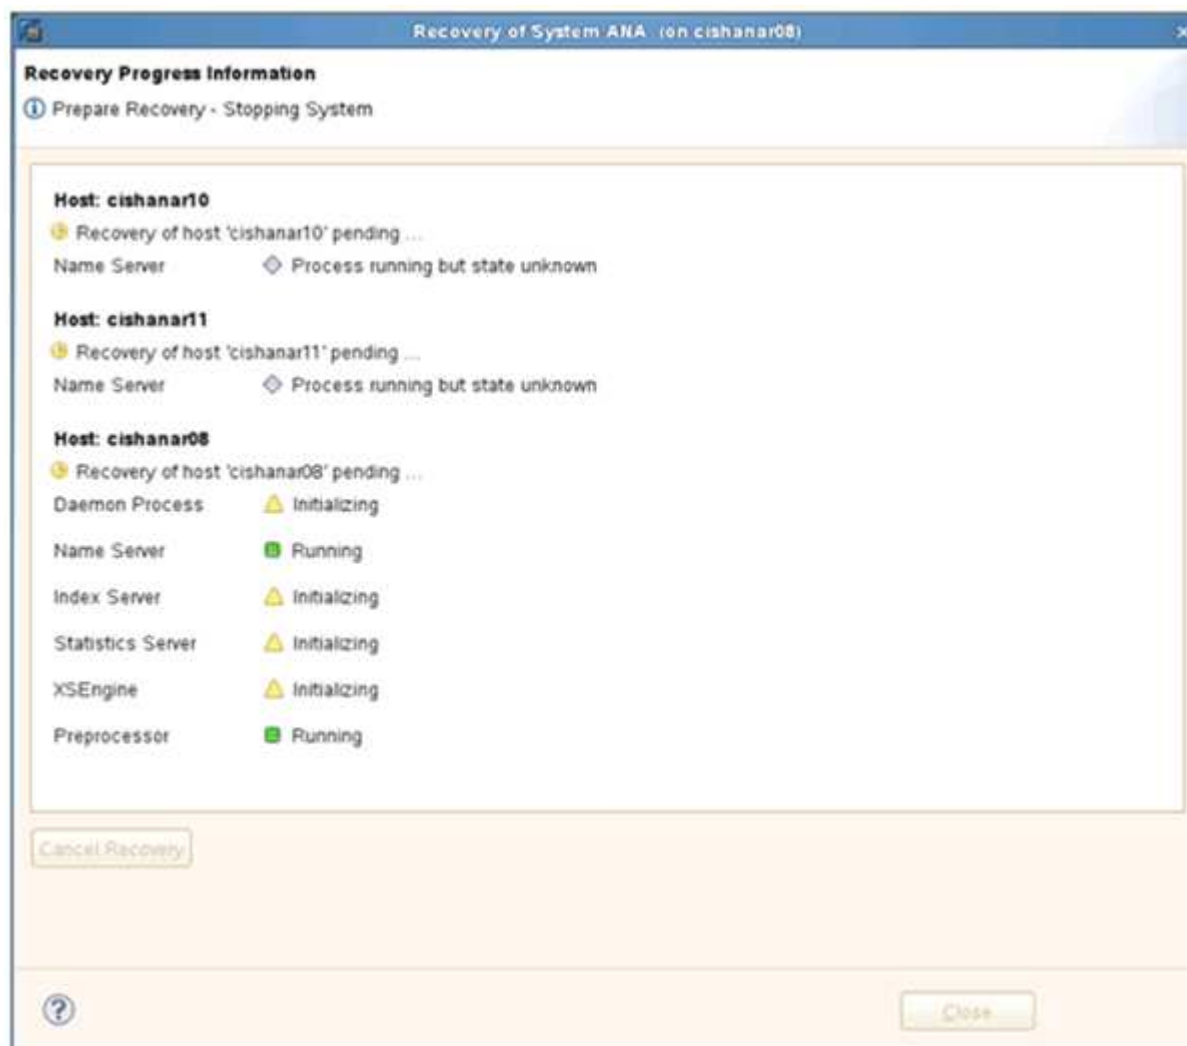 Recovery of System ANA (on cishanar08)
Recovery Progress Information
Prepare Recovery - Stopping System
Host: cishanar10
Recovery of host 'cishanar10' pending ...
Name Server Process running but state unknown
Host: cishanar11
Recovery of host 'cishanar11' pending ...
Name Server Process running but state unknown
Host: cishanar08
Recovery of host 'cishanar08' pending ...
Daemon Process Initializing
Name Server Running
Index Server Initializing
Statistics Server Initializing
XSEngine Initializing
Preprocessor Running
Cancel Recovery
Close